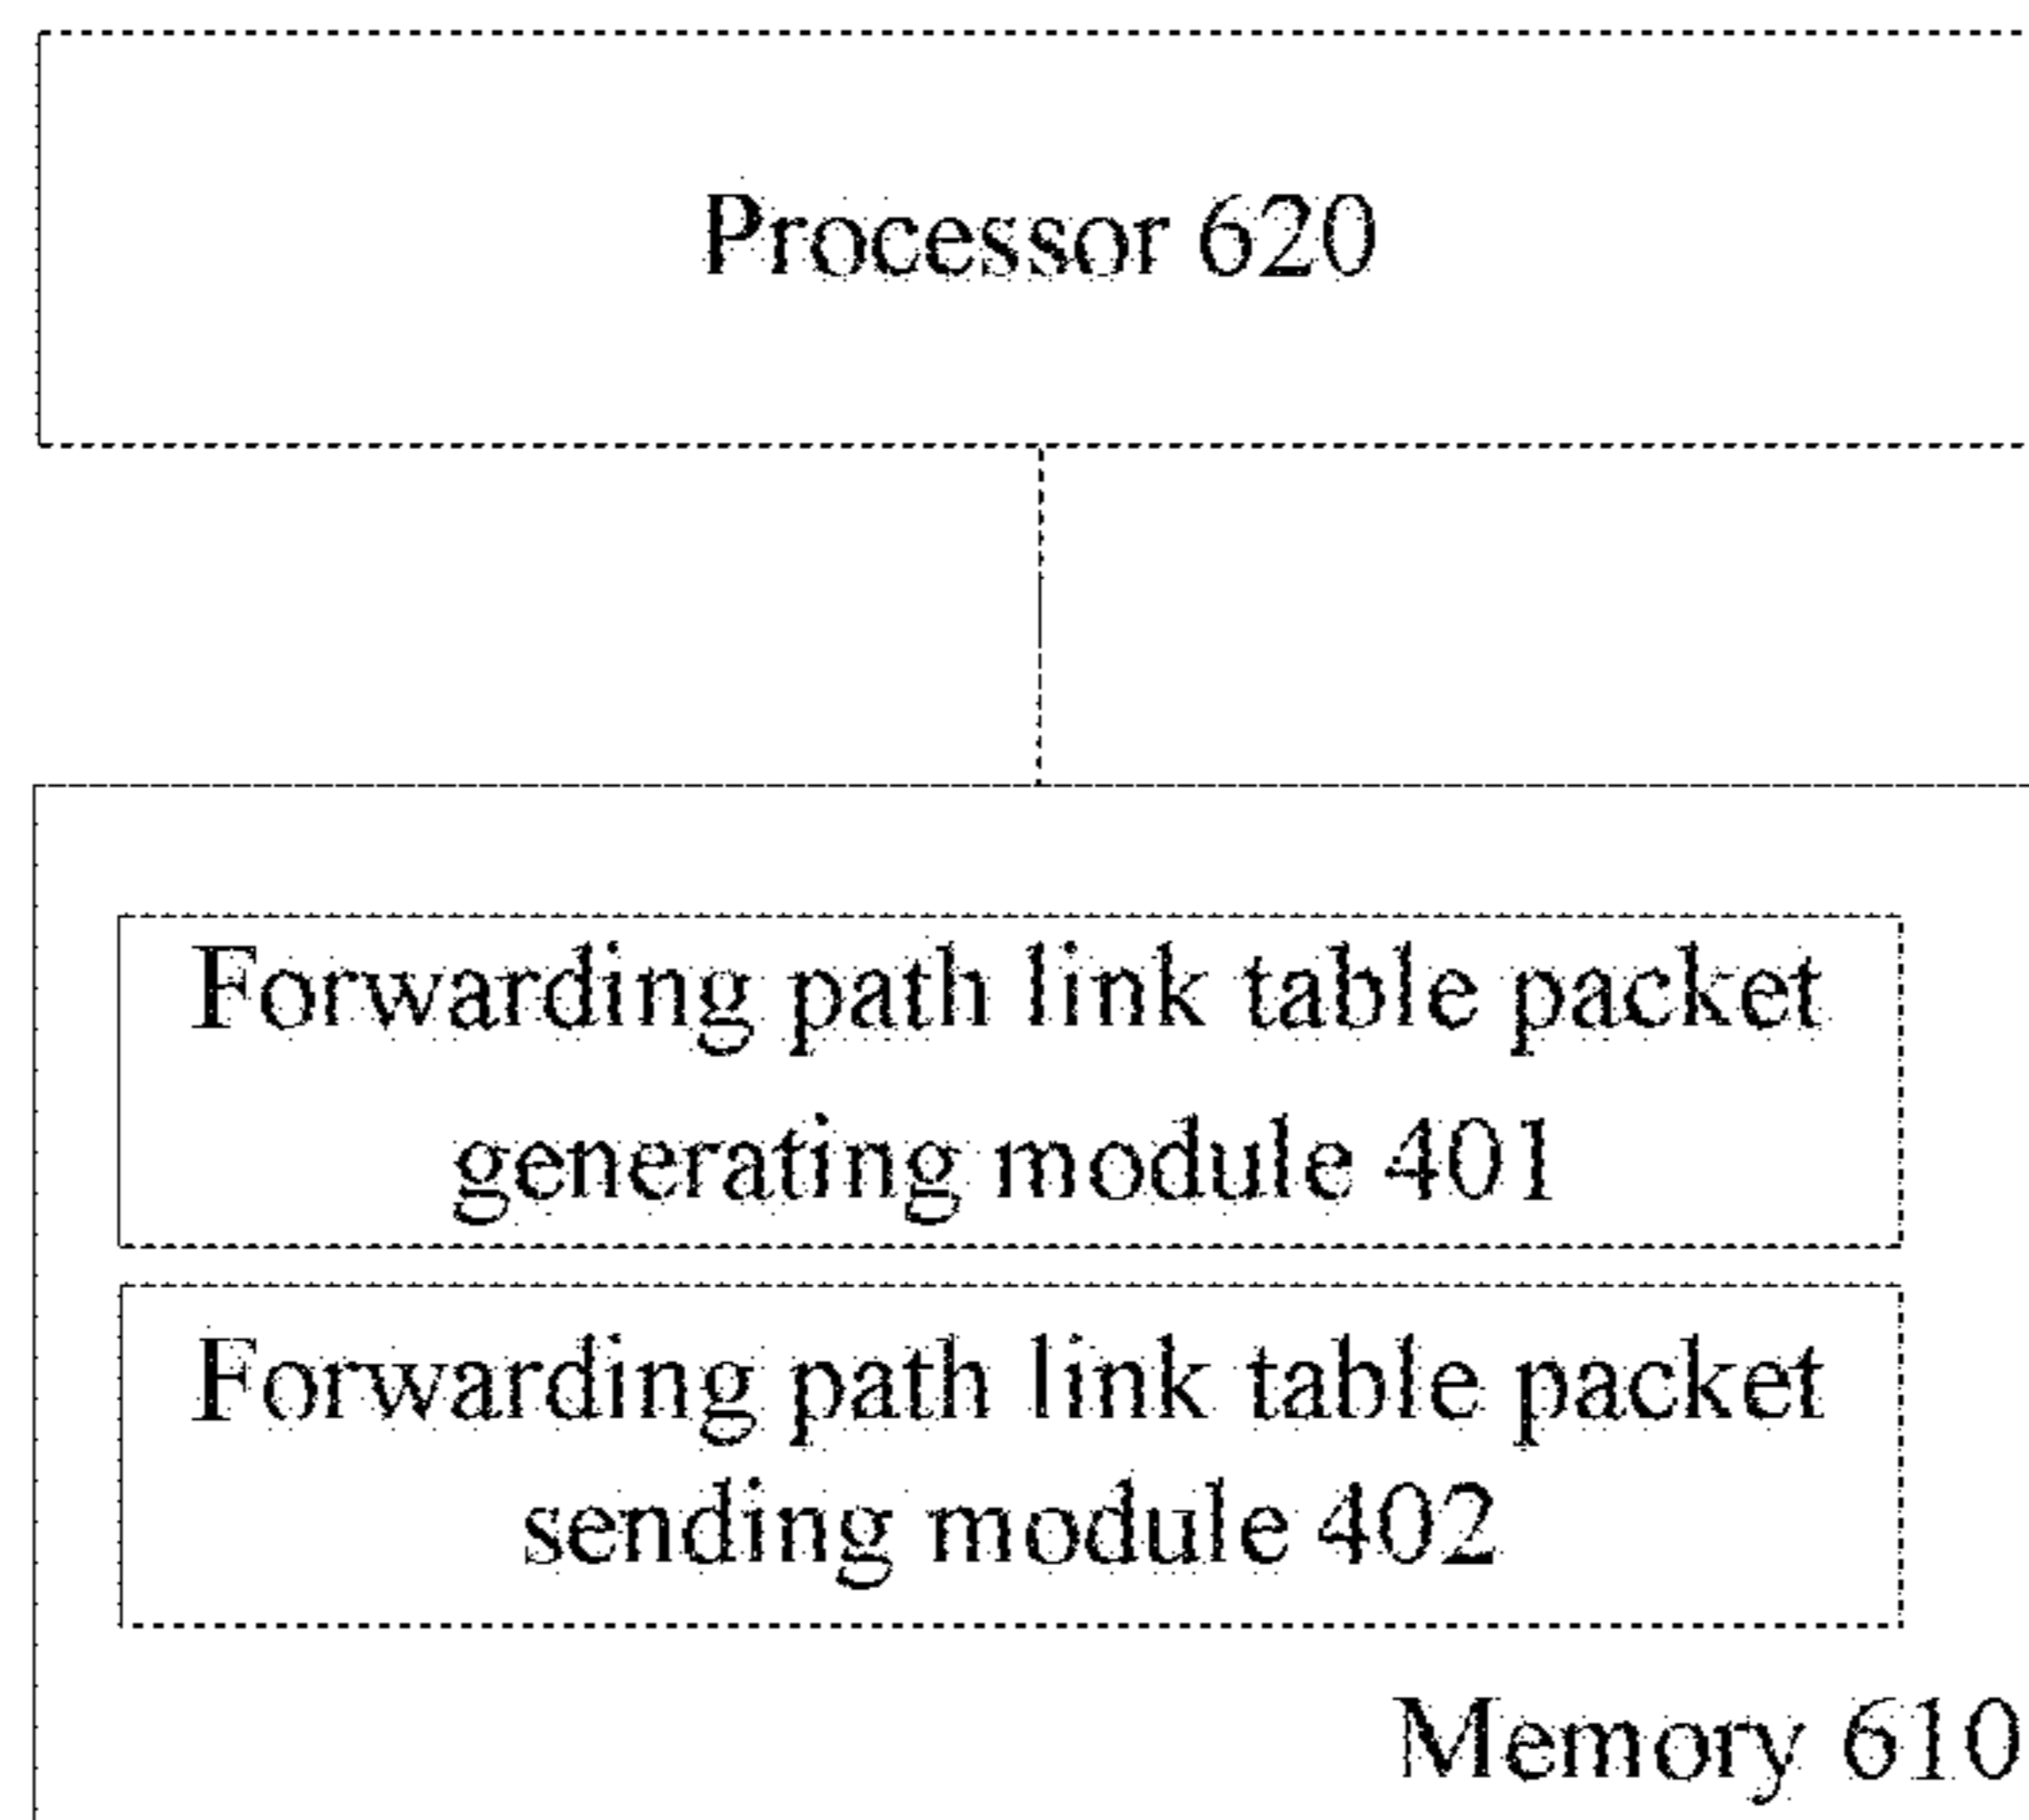 Processor 620
Forwarding path link table packet
generating module 401
Forwarding path link table packet
sending module 402
Memory 610